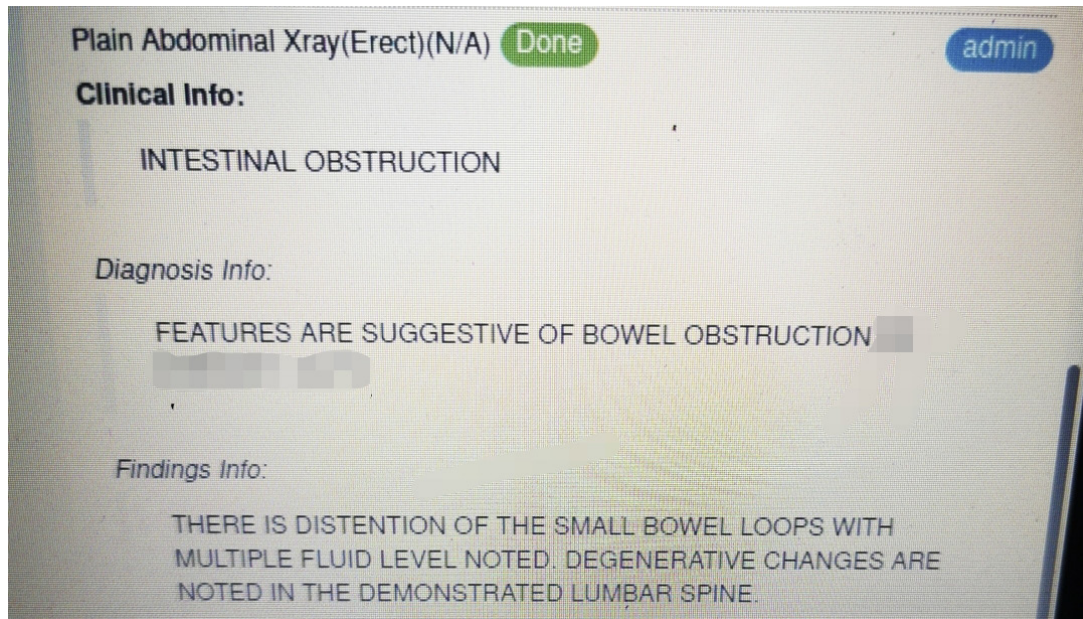 Plain Abdominal Xray(Erect)(N/A) Done admin
Clinical Info:
INTESTINAL OBSTRUCTION
Diagnosis Info:
FEATURES ARE SUGGESTIVE OF BOWEL OBSTRUCTION
Findings Info:
THERE IS DISTENTION OF THE SMALL BOWEL LOOPS WITH
MULTIPLE FLUID LEVEL NOTED. DEGENERATIVE CHANGES ARE
NOTED IN THE DEMONSTRATED LUMBAR SPINE.